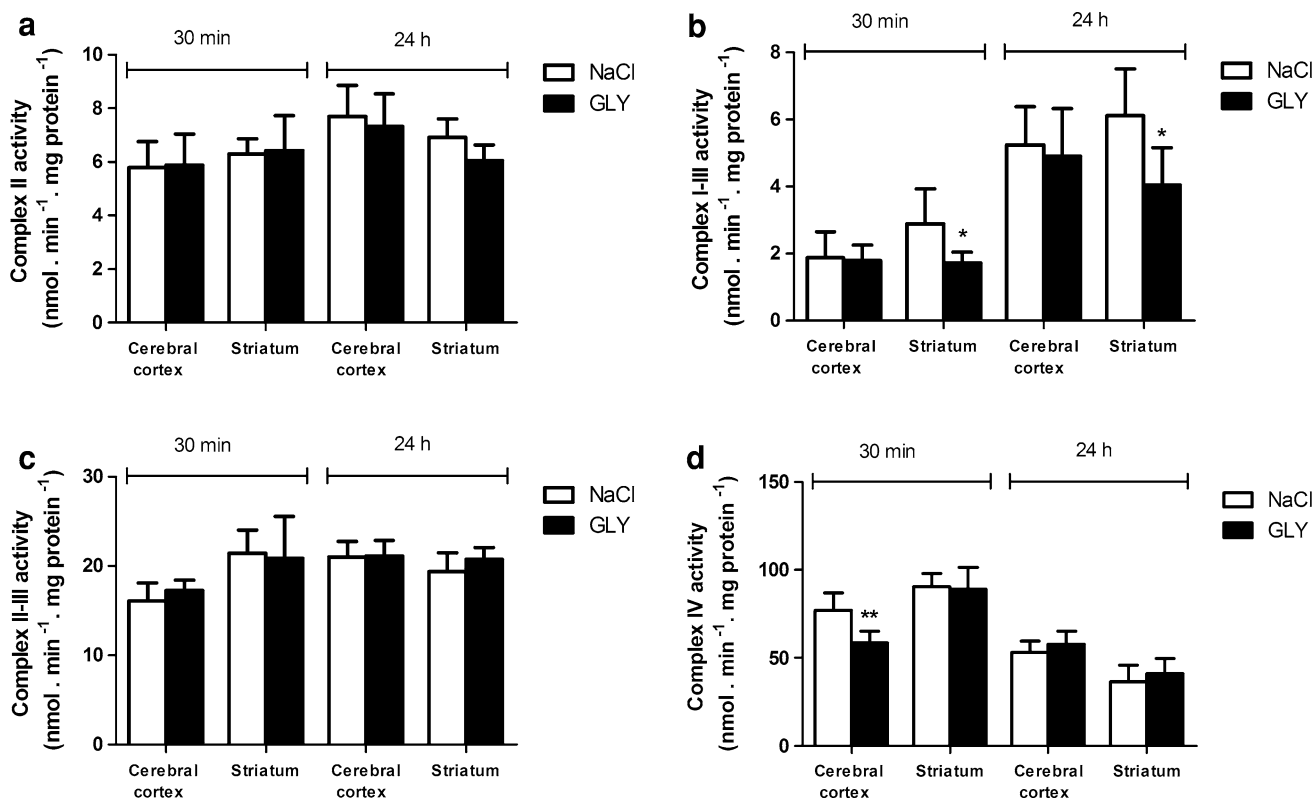 a
30 min
24 h
Complex II activity
(nmol . min⁻¹. mg protein⁻¹)
10
8
6
4
2
0
NaCl
GLY
Cerebral cortex
Striatum
Cerebral cortex
Striatum
b
30 min
24 h
Complex I-III activity
(nmol . min⁻¹. mg protein⁻¹)
8
6
4
2
0
*
*
NaCl
GLY
Cerebral cortex
Striatum
Cerebral cortex
Striatum
c
30 min
24 h
Complex II-III activity
(nmol . min⁻¹. mg protein⁻¹)
30
20
10
0
NaCl
GLY
Cerebral cortex
Striatum
Cerebral cortex
Striatum
d
30 min
24 h
Complex IV activity
(nmol . min⁻¹. mg protein⁻¹)
150
100
50
0
**
NaCl
GLY
Cerebral cortex
Striatum
Cerebral cortex
Striatum